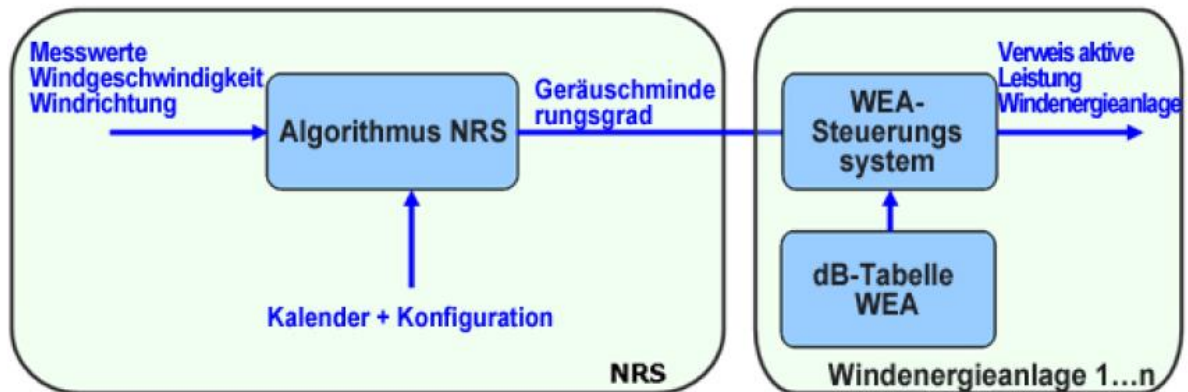 Messwerte
Windgeschwindigkeit
Windrichtung
Algorithmus NRS
Geräuschminde
rungsgrad
Kalender + Konfiguration
NRS
WEA-
Steuerungs
system
Verweis aktive
Leistung
Windenergieanlage
dB-Tabelle
WEA
Windenergieanlage 1...n